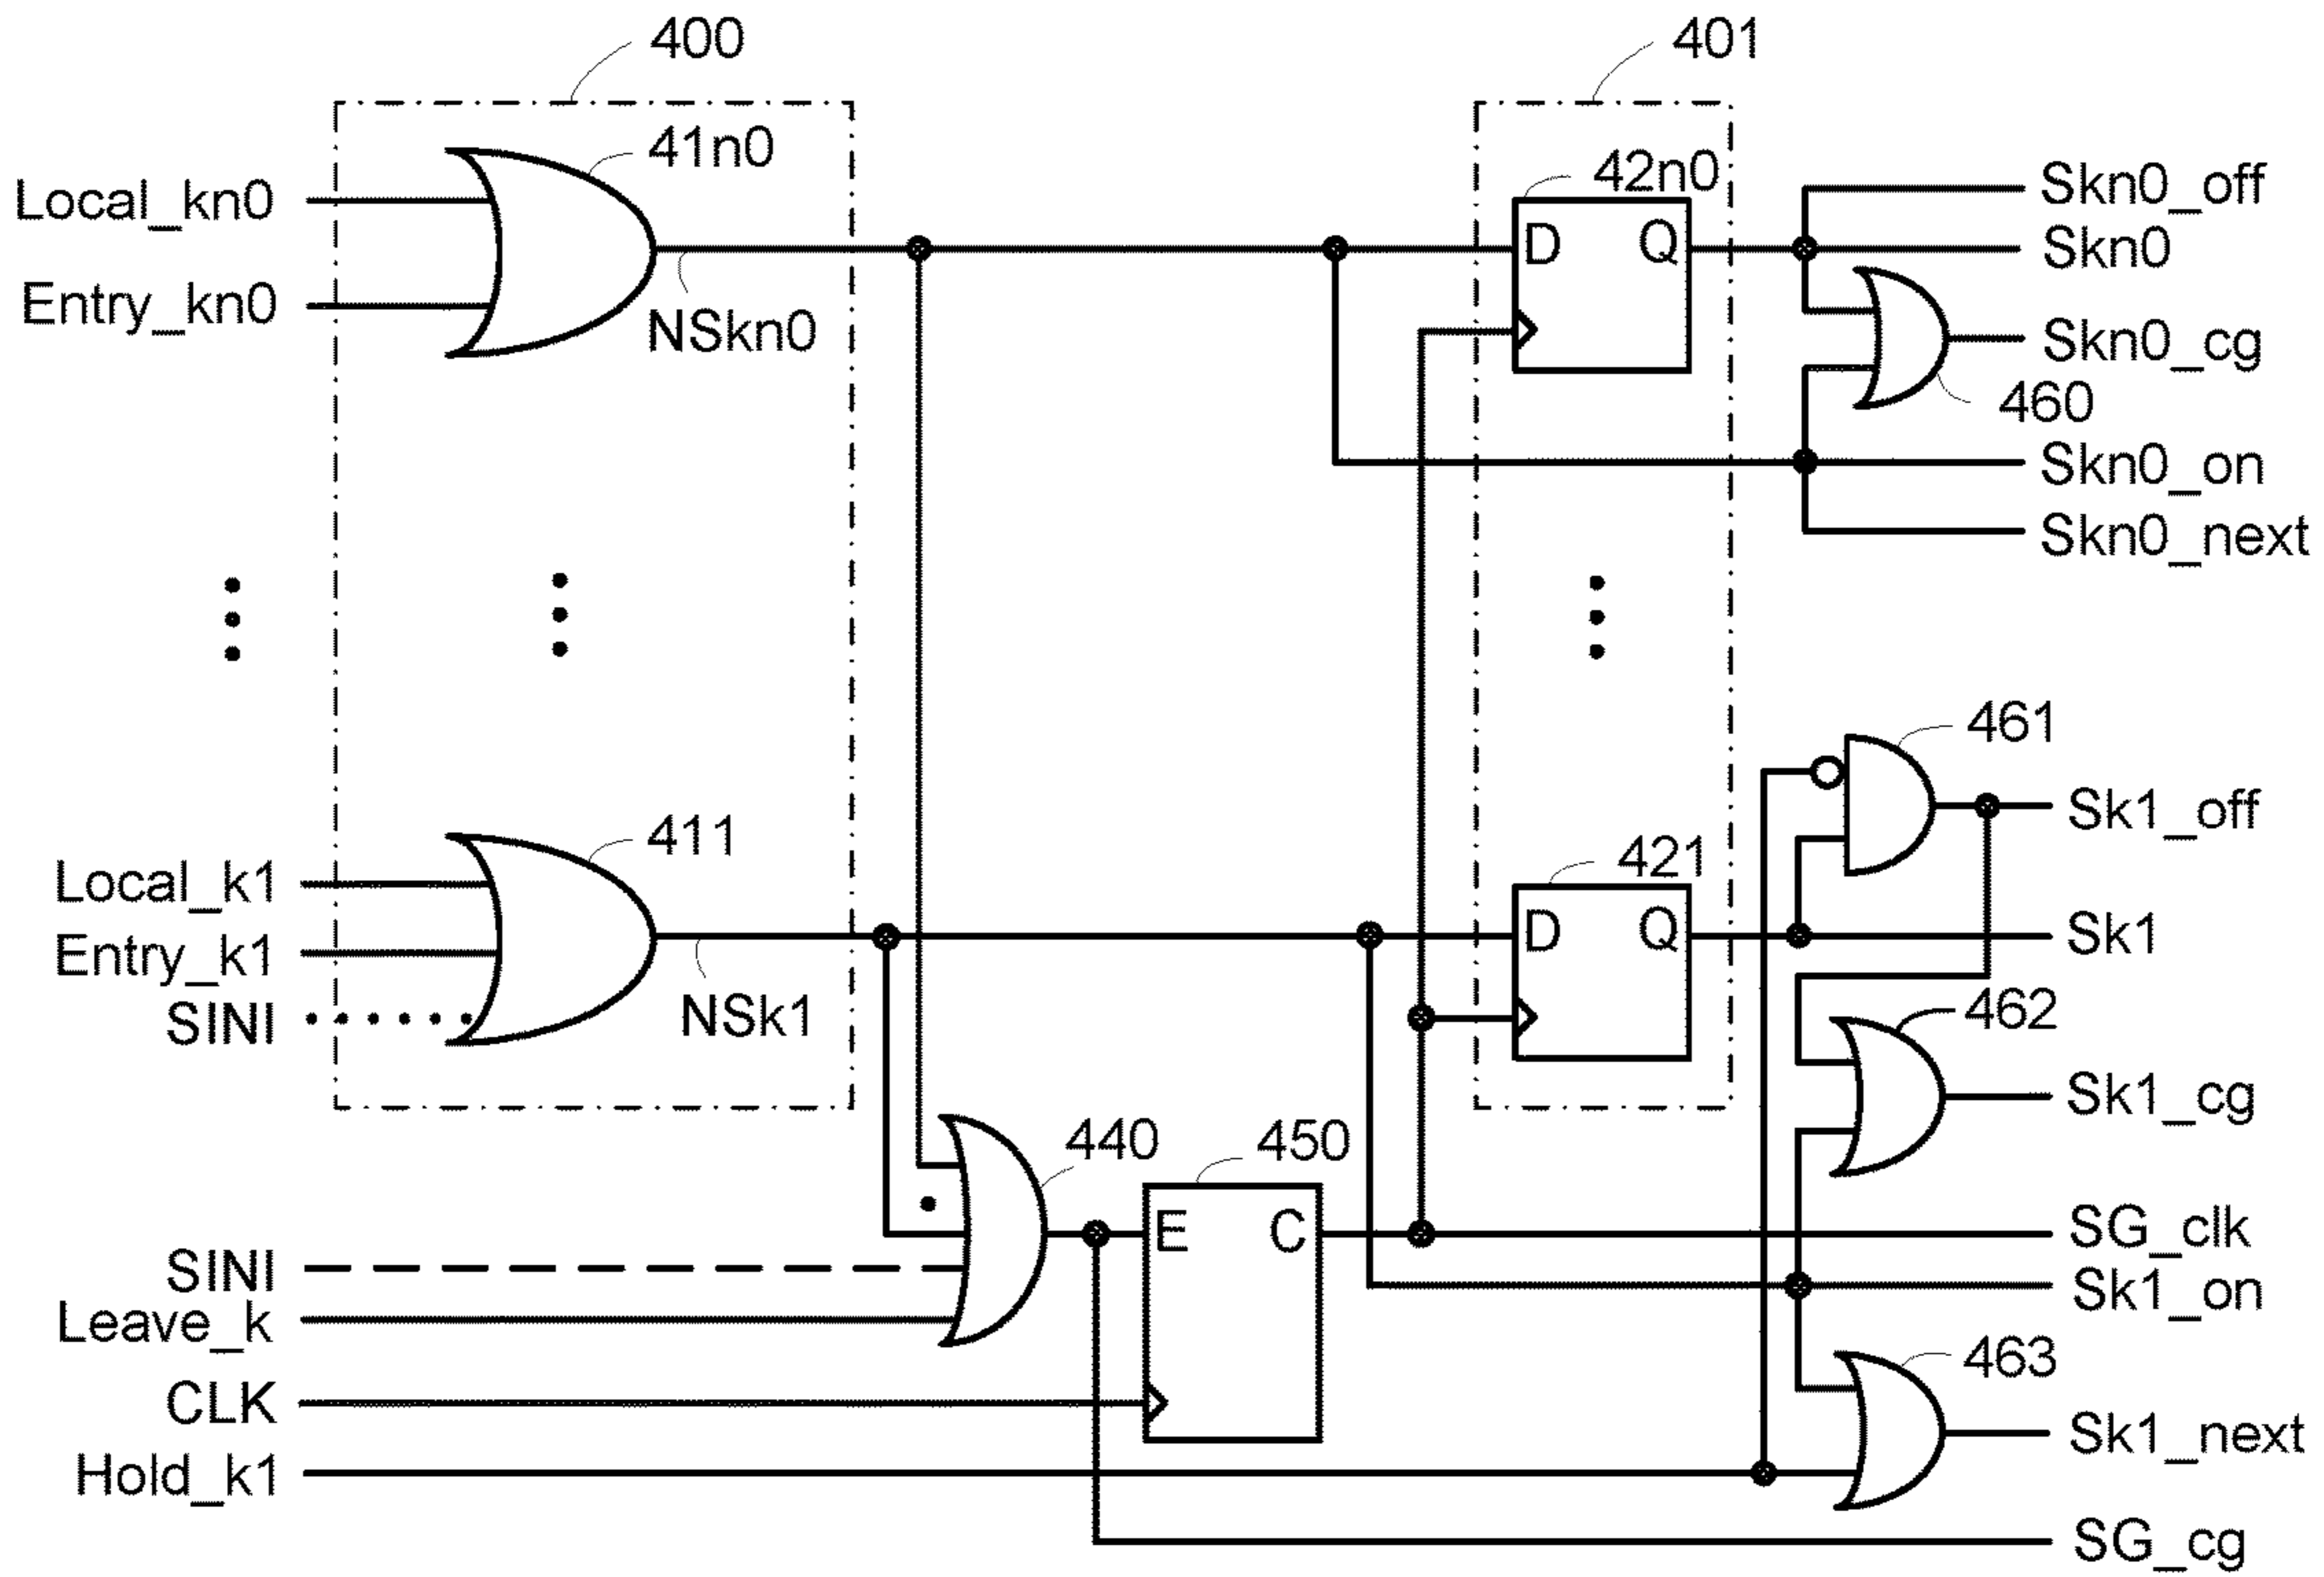 400
401
41n0
42n0
Local_kn0
Entry_kn0
NSkn0
D
Q
Skn0_off
Skn0
Skn0_cg
460
Skn0_on
Skn0_next
461
Sk1_off
411
421
Local_k1
Entry_k1
SINI
NSk1
D
Q
Sk1
462
Sk1_cg
440
450
E
C
SG_clk
SINI
Sk1_on
Leave_k
463
CLK
Sk1_next
Hold_k1
SG_cg